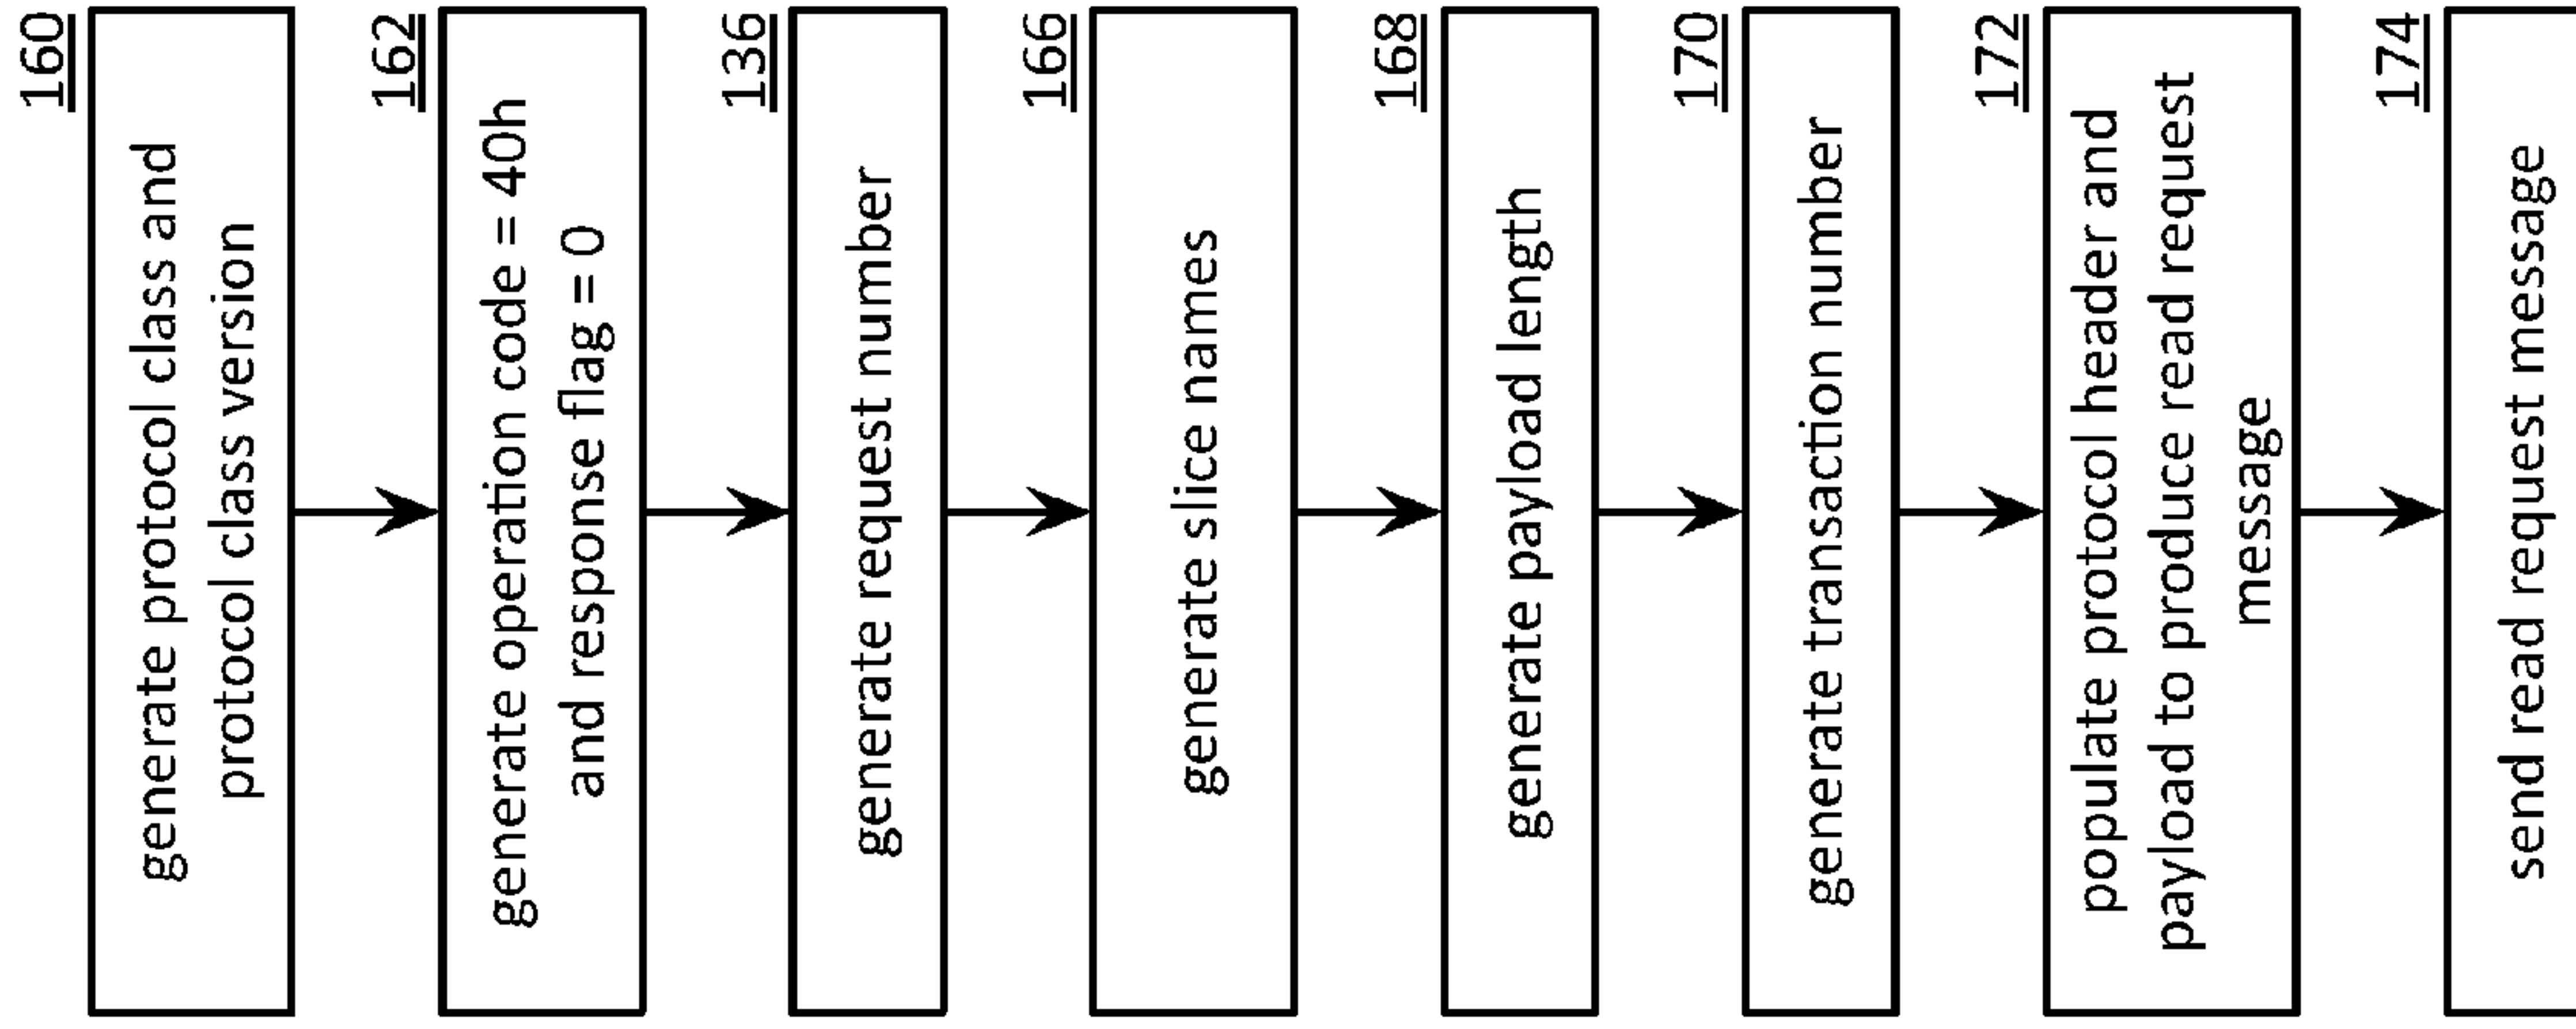 160
generate protocol class and
protocol class version
162
generate operation code = 40h
and response flag = 0
136
generate request number
166
generate slice names
168
generate payload length
170
generate transaction number
172
populate protocol header and
payload to produce read request
message
174
send read request message